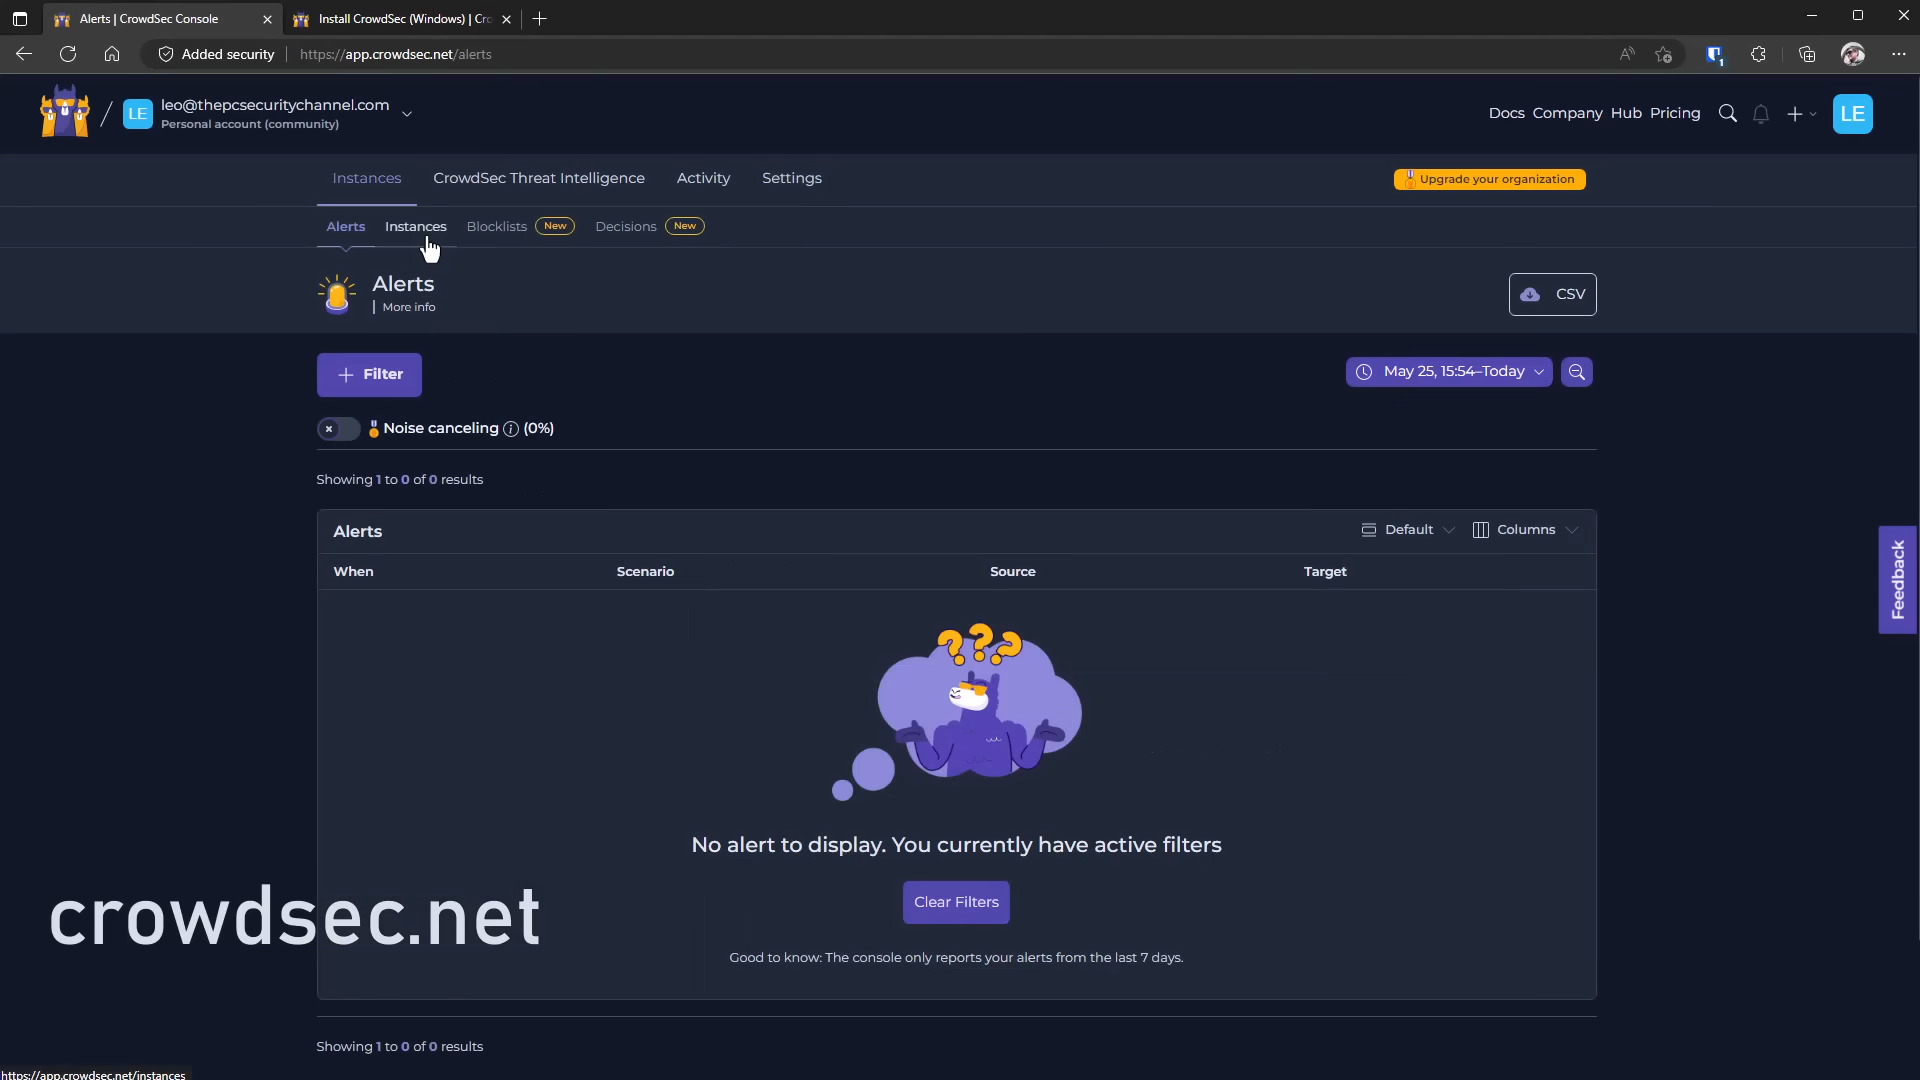 Alerts | CrowdSec Console
Install CrowdSec (Windows) | Cro
Added security
https://app.crowdsec.net/alerts
1
LE
leo@thepcsecuritychannel.com
Personal account (community)
Docs Company Hub Pricing
LE
Instances CrowdSec Threat Intelligence Activity Settings
Upgrade your organization
Alerts Instances Blocklists New Decisions New
Alerts
More info
CSV
Filter
May 25, 15:54–Today
Noise canceling (0%)
Showing 1 to 0 of 0 results
Alerts
Default Columns
When Scenario Source Target
???
Feedback
No alert to display. You currently have active filters
Clear Filters
crowdsec.net
Good to know: The console only reports your alerts from the last 7 days.
Showing 1 to 0 of 0 results
https://app.crowdsec.net/instances